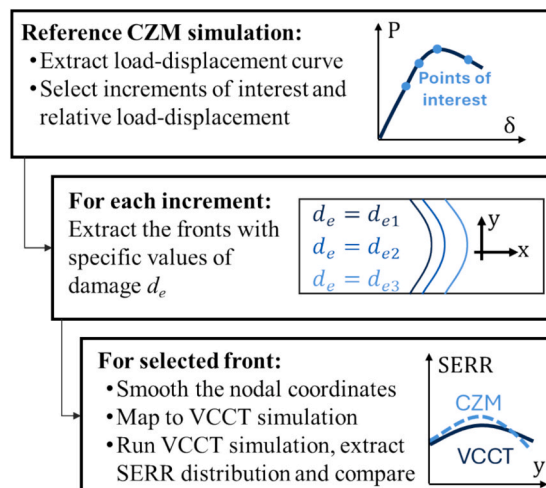 Reference CZM simulation:
•Extract load-displacement curve
•Select increments of interest and
relative load-displacement
P
Points of
interest
δ
For each increment:
Extract the fronts with
specific values of
damage dₑ
dₑ = dₑ₁
dₑ = dₑ₂
dₑ = dₑ₃
y
x
For selected front:
•Smooth the nodal coordinates
•Map to VCCT simulation
•Run VCCT simulation, extract
SERR distribution and compare
SERR
CZM
VCCT
y